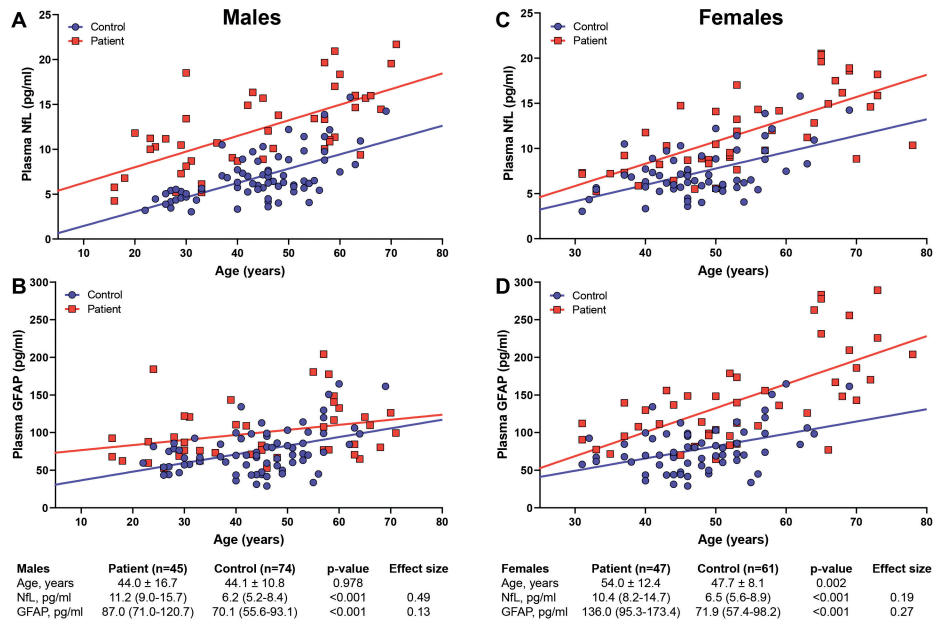 Males
Females
A
Control
Patient
25
20
15
10
5
0
Plasma NfL (pg/ml)
10 20 30 40 50 60 70 80
Age (years)
C
Control
Patient
25
20
15
10
5
0
Plasma NfL (pg/ml)
30 40 50 60 70 80
Age (years)
B
Control
Patient
300
250
200
150
100
50
0
Plasma GFAP (pg/ml)
10 20 30 40 50 60 70 80
Age (years)
D
Control
Patient
300
250
200
150
100
50
0
Plasma GFAP (pg/ml)
30 40 50 60 70 80
Age (years)
Males Patient (n=45) Control (n=74) p-value Effect size
Age, years 44.0 ± 16.7 44.1 ± 10.8 0.978
NfL, pg/ml 11.2 (9.0-15.7) 6.2 (5.2-8.4) <0.001 0.49
GFAP, pg/ml 87.0 (71.0-120.7) 70.1 (55.6-93.1) <0.001 0.13
Females Patient (n=47) Control (n=61) p-value Effect size
Age, years 54.0 ± 12.4 47.7 ± 8.1 0.002
NfL, pg/ml 10.4 (8.2-14.7) 6.5 (5.6-8.9) <0.001 0.19
GFAP, pg/ml 136.0 (95.3-173.4) 71.9 (57.4-98.2) <0.001 0.27